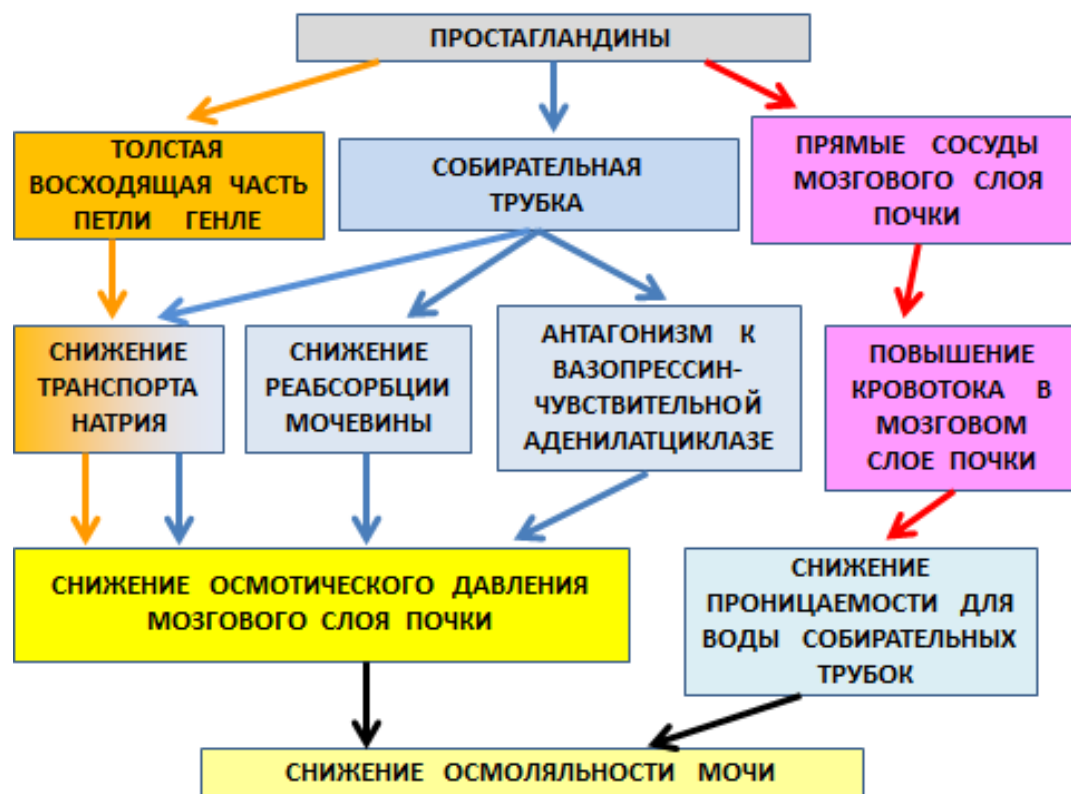 ПРОСТАГЛАНДИНЫ
ТОЛСТАЯ
ВОСХОДЯЩАЯ ЧАСТЬ
ПЕТЛИ ГЕНЛЕ
СОБИРАТЕЛЬНАЯ
ТРУБКА
ПРЯМЫЕ СОСУДЫ
МОЗГОВОГО СЛОЯ
ПОЧКИ
СНИЖЕНИЕ
ТРАНСПОРТА
НАТРИЯ
СНИЖЕНИЕ
РЕАБСОРБЦИИ
МОЧЕВИНЫ
АНТАГОНИЗМ К
ВАЗОПРЕССИН-
ЧУВСТВИТЕЛЬНОЙ
АДЕНИЛАТЦИКЛАЗЕ
ПОВЫШЕНИЕ
КРОВОТОКА В
МОЗГОВОМ
СЛОЕ ПОЧКИ
СНИЖЕНИЕ ОСМОТИЧЕСКОГО ДАВЛЕНИЯ
МОЗГОВОГО СЛОЯ ПОЧКИ
СНИЖЕНИЕ
ПРОНИЦАЕМОСТИ ДЛЯ
ВОДЫ СОБИРАТЕЛЬНЫХ
ТРУБОК
СНИЖЕНИЕ ОСМОЛЯЛЬНОСТИ МОЧИ